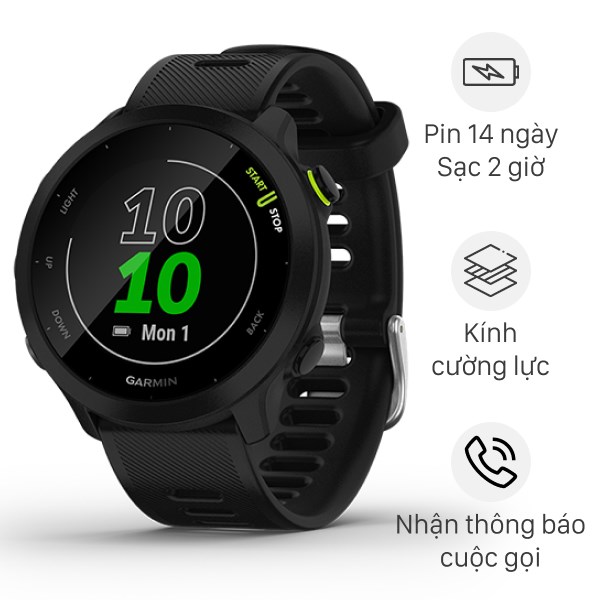 LIGHT
UP
DOWN
START
STOP
BACK
10
10
Mon 1
GARMIN
Pin 14 ngày
Sạc 2 giờ
Kính
cường lực
Nhận thông báo
cuộc gọi